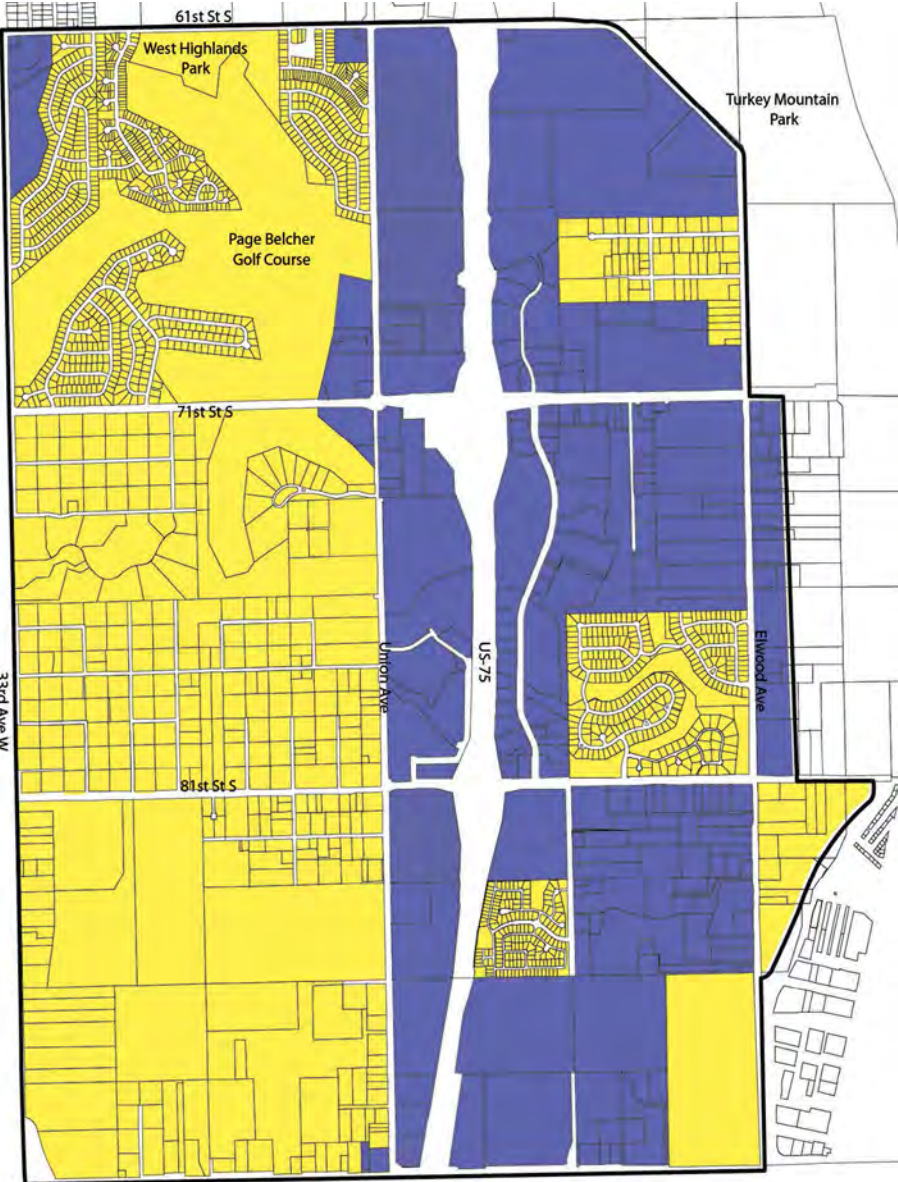 61st St S
West Highlands
Park
Turkey Mountain
Park
Page Belcher
Golf Course
71st St S
Union Ave
US-75
Elwood Ave
33rd Ave W
81st St S